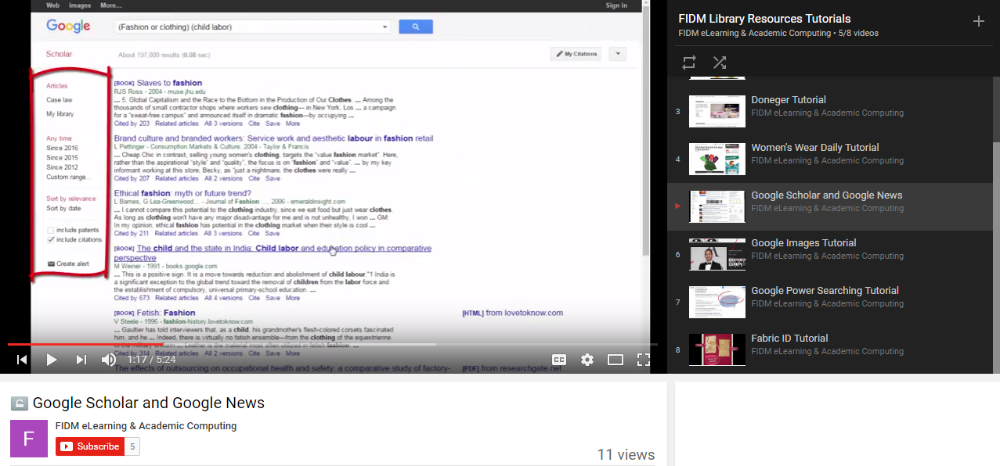 Web Images More... Sign in
Google (Fashion or clothing) (child labor)
Scholar About 197,000 results (0.08 sec) My Citations
Articles
Case law
My library
Any time
Since 2016
Since 2015
Since 2012
Custom range...
Sort by relevance
Sort by date
include patents
include citations
Create alert
[BOOK] Slaves to fashion
RJS Ross - 2004 - muse.jhu.edu
... 5: Global Capitalism and the Race to the Bottom in the Production of Our Clothes. ... Among the
thousands of small contractor shops where workers sew clothing— in New York, Los ... a campaign
for a "sweat-free campus" and announced itself in dramatic fashion—by occupying ...
Cited by 203 Related articles All 3 versions Cite Save More
Brand culture and branded workers: Service work and aesthetic labour in fashion retail
L Pettinger - Consumption Markets & Culture, 2004 - Taylor & Francis
... Cheap Chic in contrast, selling young women's clothing, targets the "value fashion market". Here,
rather than the aspirational "style" and "quality", the focus is on "fashion" and "value". ... by my key
informant working at this store, Becky, as "just a nightmare, the clothes were really ...
Cited by 207 Related articles All 2 versions Cite Save
Ethical fashion: myth or future trend?
L Barnes, G Lea-Greenwood... - Journal of Fashion ..., 2006 - emeraldinsight.com
... I cannot compare this potential to the clothing industry, since we eat food but just wear clothes.
As long as clothing won't have any major disadvantage for me and is not unhealthy, I won ... GM:
In my opinion, ethical fashion has potential in the clothing market when their style is cool ...
Cited by 211 Related articles All 3 versions Cite Save
[BOOK] The child and the state in India: Child labor and education policy in comparative
perspective
M Weiner - 1991 - books.google.com
... This is a positive sign. It is a move towards reduction and abolishment of child labour "1 India is
a significant exception to the global trend toward the removal of children from the labor force and
the establishment of compulsory, universal primary-school education. ...
Cited by 673 Related articles All 4 versions Cite Save More
[BOOK] Fetish: Fashion [HTML] from lovetoknow.com
V Steele - 1996 - fashion-history.lovetoknow.com
... Gaultier has told interviewers that, as a child, his grandmother's flesh-colored corsets fascinated
him, and he ... Indeed, there is virtually no fetish ensemble—from the clothing of the equestrienne
to the military uniform ... Leather is the material most often utilized in fetish fashion. ...
Cited by 314 Related articles All 2 versions Cite Save More
The effects of outsourcing on occupational health and safety: a comparative study of factory- [PDF] from researchgate.net
1:17 / 5:24 CC
FIDM Library Resources Tutorials
FIDM eLearning & Academic Computing • 5/8 videos
3 Doneger Tutorial
FIDM eLearning & Academic Computing
4 Women's Wear Daily Tutorial
FIDM eLearning & Academic Computing
Google Scholar and Google News
FIDM eLearning & Academic Computing
6 Google Images Tutorial
FIDM eLearning & Academic Computing
7 Google Power Searching Tutorial
FIDM eLearning & Academic Computing
8 Fabric ID Tutorial
FIDM eLearning & Academic Computing
Google Scholar and Google News
F
FIDM eLearning & Academic Computing
Subscribe 5
11 views